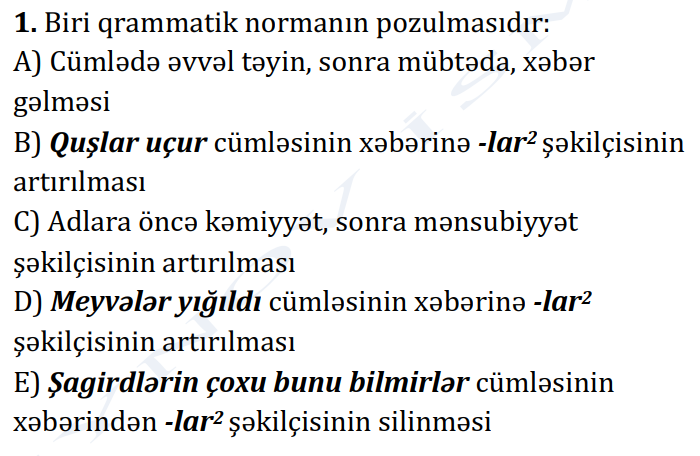 1. Biri qrammatik normanın pozulmasıdır:
A) Cümlədə əvvəl təyin, sonra mübtəda, xəbər
gəlməsi
B) Quşlar uçur cümləsinin xəbərinə -lar² şəkilçisinin
artırılması
C) Adlara öncə kəmiyyət, sonra mənsubiyyət
şəkilçisinin artırılması
D) Meyvələr yığıldı cümləsinin xəbərinə -lar²
şəkilçisinin artırılması
E) Şagirdlərin çoxu bunu bilmirlər cümləsinin
xəbərindən -lar² şəkilçisinin silinməsi